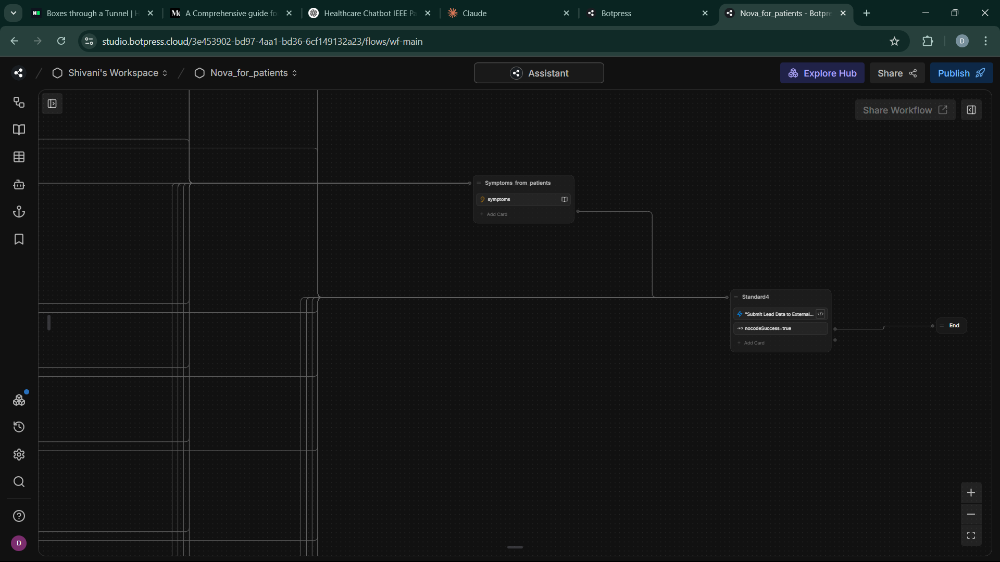 Boxes through a Tunnel | H
A Comprehensive guide fo
Healthcare Chatbot IEEE Pa
Claude
Botpress
Nova_for_patients - Botpre
studio.botpress.cloud/3e453902-bd97-4aa1-bd36-6cf149132a23/flows/wf-main
D
Shivani's Workspace
Nova_for_patients
Assistant
Explore Hub
Share
Publish
Share Workflow
Symptoms_from_patients
symptoms
Add Card
Standard4
"Submit Lead Data to External...
nocodeSuccess=true
Add Card
End
D